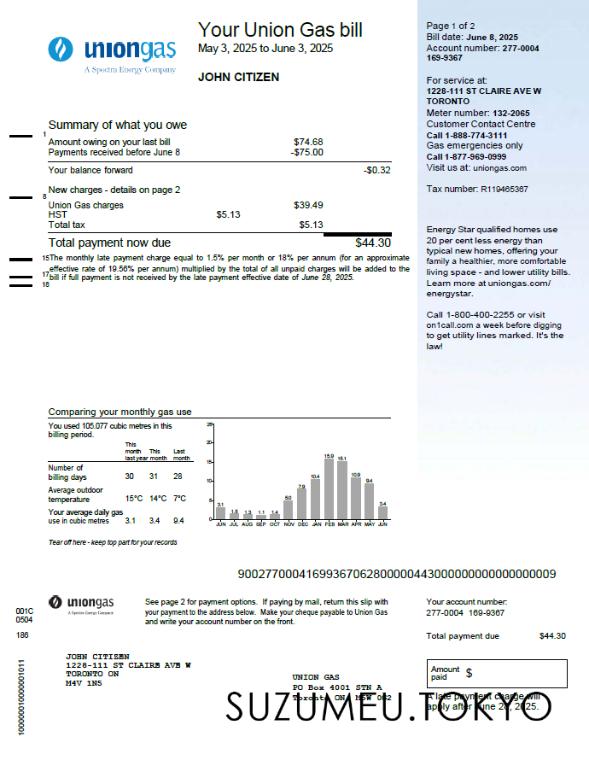 uniongas
A Spectra Energy Company
Your Union Gas bill
May 3, 2025 to June 3, 2025
JOHN CITIZEN
Page 1 of 2
Bill date: June 8, 2025
Account number: 277-0004
169-9367
For service at:
1228-111 ST CLAIRE AVE W
TORONTO
Meter number: 132-2065
Customer Contact Centre
Call 1-888-774-3111
Gas emergencies only
Call 1-877-969-0999
Visit us at: uniongas.com
Tax number: R119465367
Energy Star qualified homes use
20 per cent less energy than
typical new homes, offering your
family a healthier, more comfortable
living space - and lower utility bills.
Learn more at uniongas.com/
energystar.
Call 1-800-400-2255 or visit
on1call.com a week before digging
to get utility lines marked. It's the
law!
Summary of what you owe
1
Amount owing on your last bill $74.68
Payments received before June 8 -$75.00
Your balance forward -$0.32
New charges - details on page 2
8
Union Gas charges $39.49
HST $5.13
Total tax $5.13
Total payment now due $44.30
15 The monthly late payment charge equal to 1.5% per month or 18% per annum (for an approximate
effective rate of 19.56% per annum) multiplied by the total of all unpaid charges will be added to the
17 bill if full payment is not received by the late payment effective date of June 28, 2025.
18
Comparing your monthly gas use
You used 105.077 cubic metres in this
billing period.
This month last year This month Last month
Number of
billing days 30 31 28
Average outdoor
temperature 15°C 14°C 7°C
Your average daily gas
use in cubic metres 3.1 3.4 9.4
25
20
15
10
5
0
3.1 1.5 1.3 1.1 1.4 5.0 7.9 10.4 15.9 15.1 10.9 9.4 3.4
JUN JUL AUG SEP OCT NOV DEC JAN FEB MAR APR MAY JUN
Tear off here - keep top part for your records
uniongas
A Spectra Energy Company
See page 2 for payment options. If paying by mail, return this slip with
your payment to the address below. Make your cheque payable to Union Gas
and write your account number on the front.
Your account number:
277-0004 169-9367
Total payment due $44.30
001C
0504
186
JOHN CITIZEN
1228-111 ST CLAIRE AVE W
TORONTO ON
M4V 1N5
UNION GAS
PO Box 4001 STN A
Toronto ON M5W 0G2
Amount
paid $
A late payment charge will
apply after June 28, 2025.
SUZUMEU.TOKYO